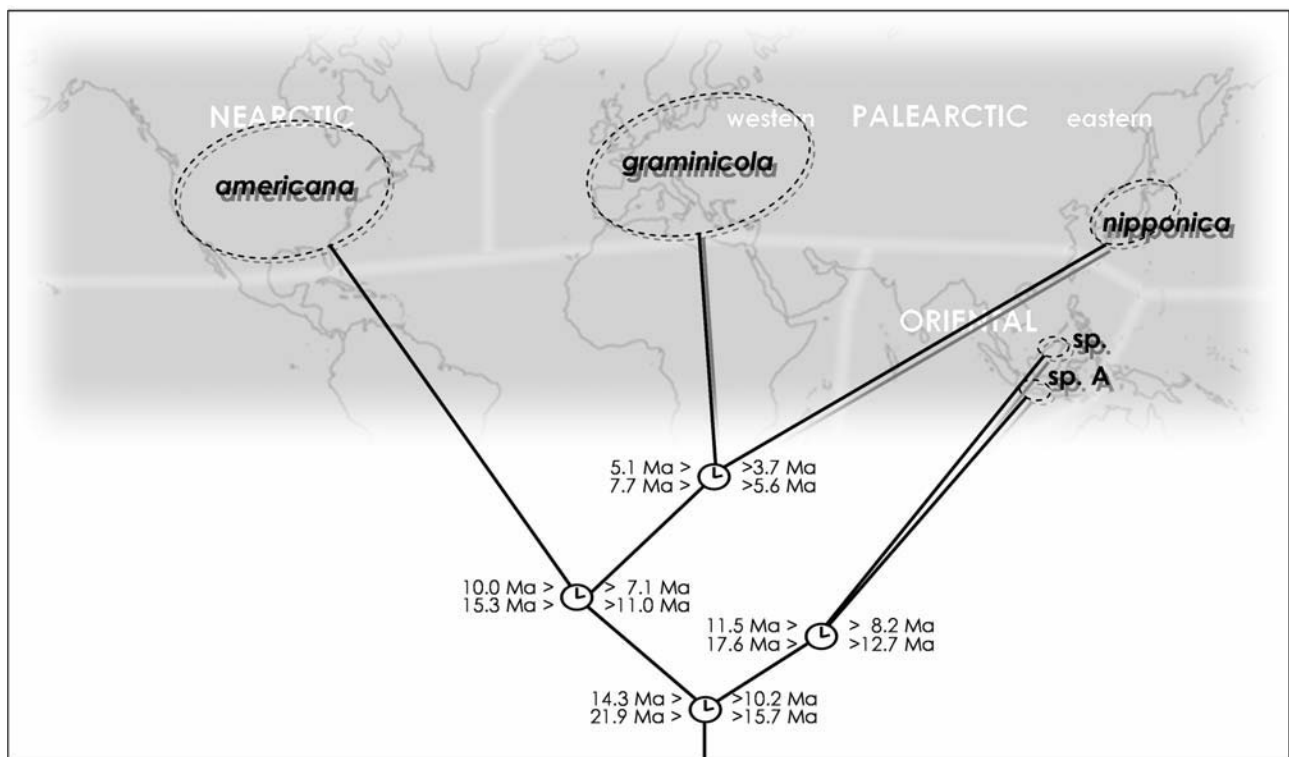 NEARCTIC
western PALEARCTIC eastern
americana
graminicola
nipponica
ORIENTAL
sp.
sp. A
5.1 Ma > >3.7 Ma
7.7 Ma > >5.6 Ma
10.0 Ma > > 7.1 Ma
15.3 Ma > >11.0 Ma
11.5 Ma > > 8.2 Ma
17.6 Ma > >12.7 Ma
14.3 Ma > >10.2 Ma
21.9 Ma > >15.7 Ma